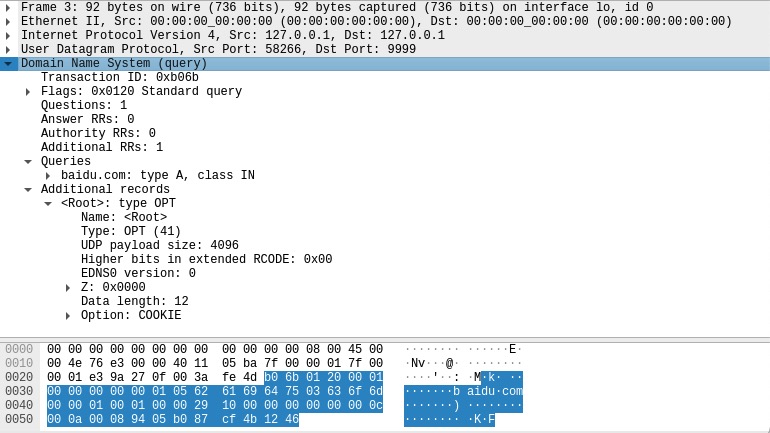 Frame 3: 92 bytes on wire (736 bits), 92 bytes captured (736 bits) on interface lo, id 0
Ethernet II, Src: 00:00:00_00:00:00 (00:00:00:00:00:00), Dst: 00:00:00_00:00:00 (00:00:00:00:00:00)
Internet Protocol Version 4, Src: 127.0.0.1, Dst: 127.0.0.1
User Datagram Protocol, Src Port: 58266, Dst Port: 9999
Domain Name System (query)
Transaction ID: 0xb06b
Flags: 0x0120 Standard query
Questions: 1
Answer RRs: 0
Authority RRs: 0
Additional RRs: 1
Queries
baidu.com: type A, class IN
Additional records
<Root>: type OPT
Name: <Root>
Type: OPT (41)
UDP payload size: 4096
Higher bits in extended RCODE: 0x00
EDNS0 version: 0
Z: 0x0000
Data length: 12
Option: COOKIE
0000 00 00 00 00 00 00 00 00 00 00 00 00 08 00 45 00 ········ ······E·
0010 00 4e 76 e3 00 00 40 11 05 ba 7f 00 00 01 7f 00 ·Nv···@· ········
0020 00 01 e3 9a 27 0f 00 3a fe 4d b0 6b 01 20 00 01 ····'··: ·M·k· ··
0030 00 00 00 00 00 01 05 62 61 69 64 75 03 63 6f 6d ·······b aidu·com
0040 00 00 01 00 01 00 00 29 10 00 00 00 00 00 00 0c ·······) ········
0050 00 0a 00 08 94 05 b0 87 cf 4b 12 46 ········ ·K·F